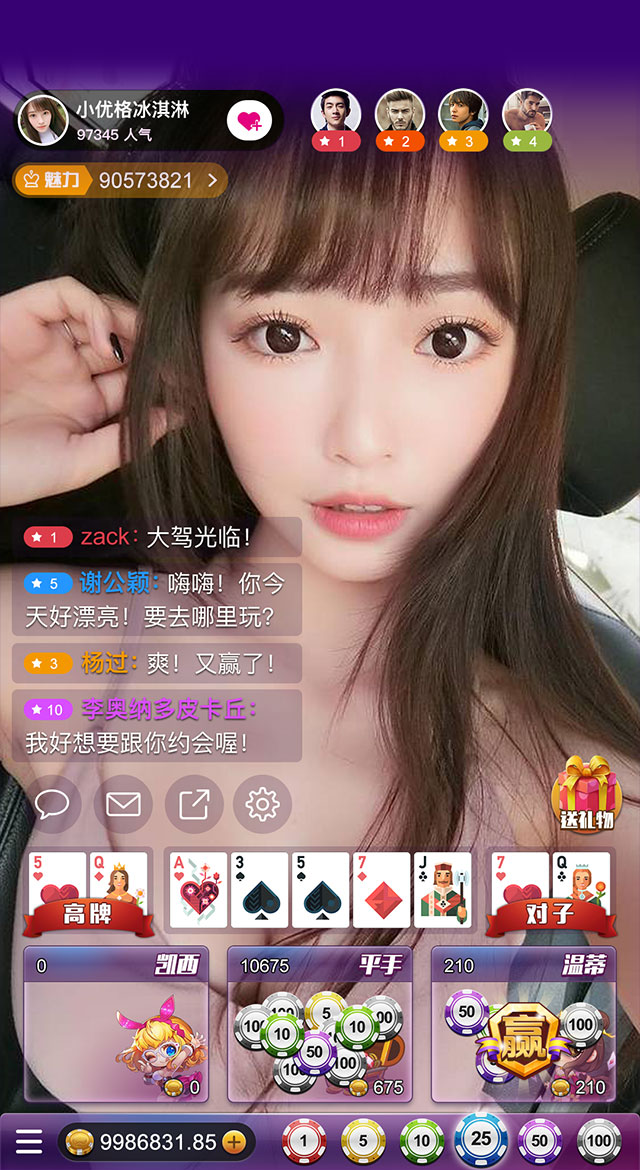 小优格冰淇淋
97345 人气
1
2
3
4
魅力 90573821
1 zack：大驾光临！
5 谢公颖：嗨嗨！你今
天好漂亮！要去哪里玩？
3 杨过：爽！又赢了！
10 李奥纳多皮卡丘：
我好想要跟你约会喔！
送礼物
5 Q
A 3 5 7 J
7 Q
高牌
对子
0 凯西
10675 平手
210 温蒂
5
10
10
50
100
100
50
赢
100
0
675
210
9986831.85
1
5
10
25
50
100